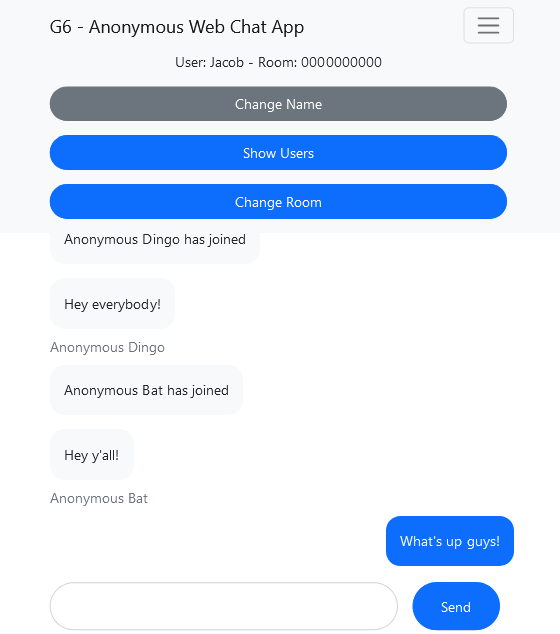 G6 - Anonymous Web Chat App
User: Jacob - Room: 0000000000
Change Name
Show Users
Change Room
Anonymous Dingo has joined
Hey everybody!
Anonymous Dingo
Anonymous Bat has joined
Hey y'all!
Anonymous Bat
What's up guys!
Send